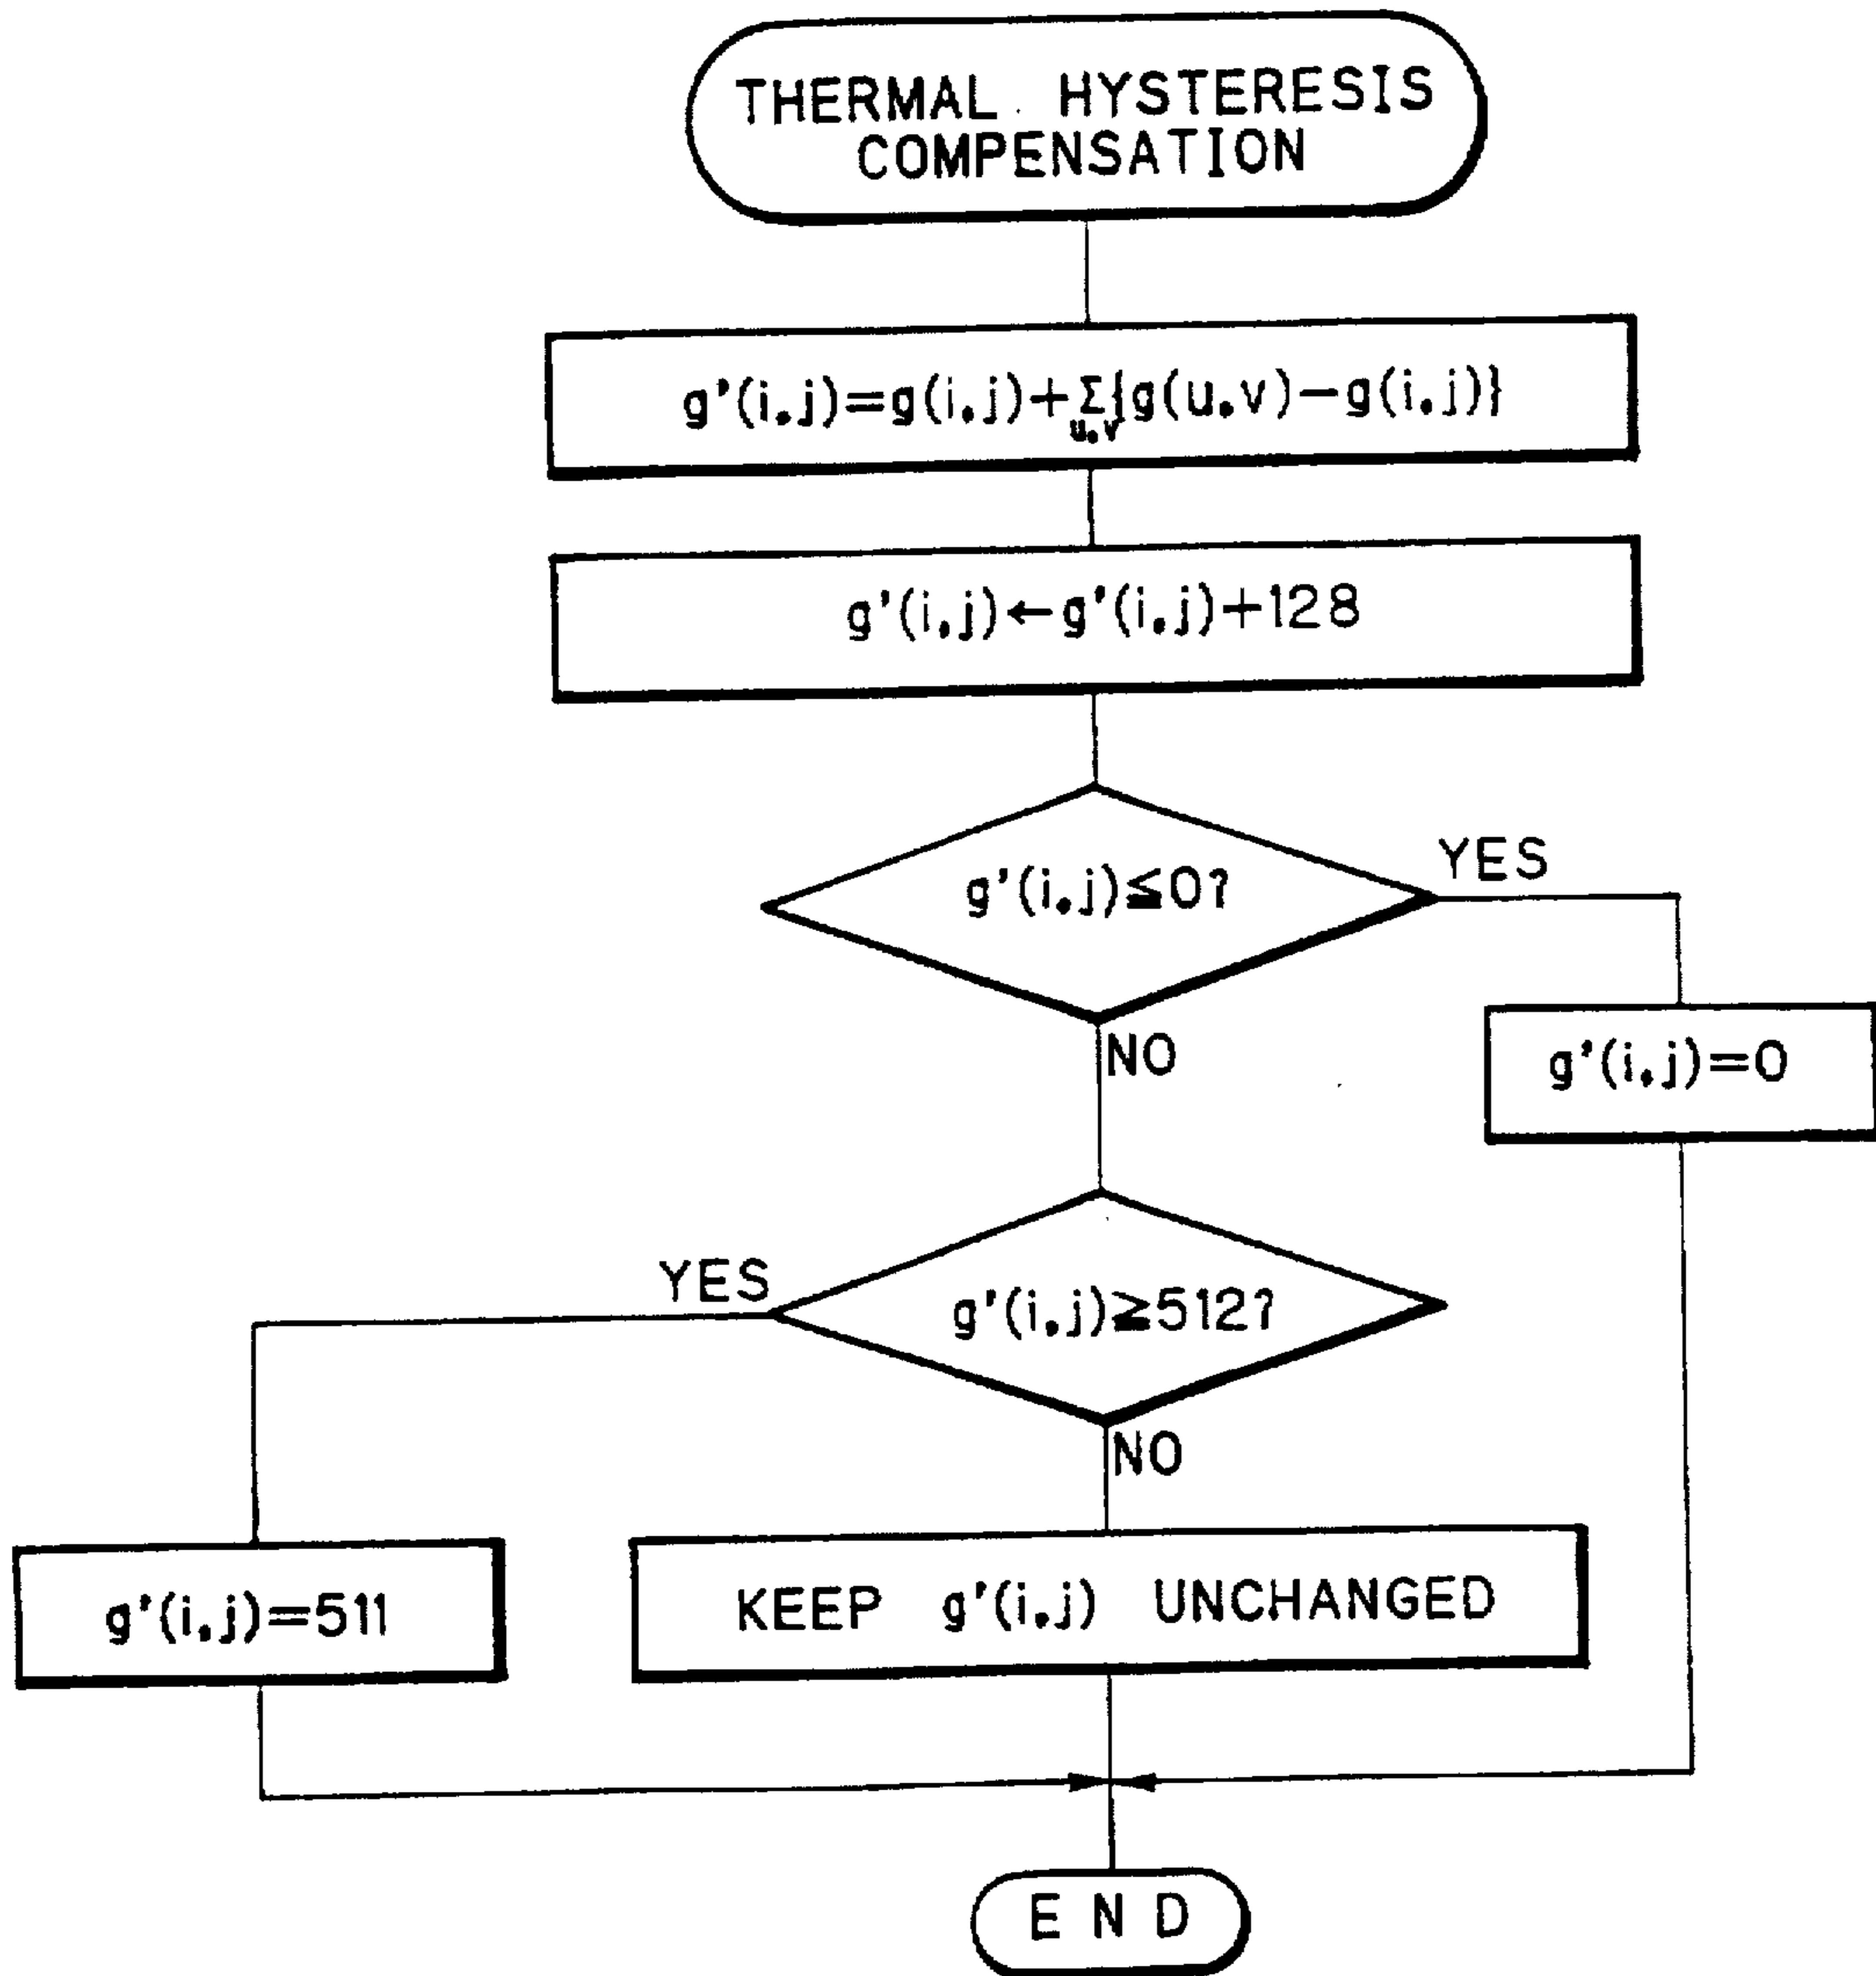 THERMAL HYSTERESIS
COMPENSATION
g'(i,j)=g(i,j)+Σ{g(u,v)−g(i,j)}
u,v
g'(i,j)←g'(i,j)+128
g'(i,j)≦0?
YES
NO
g'(i,j)=0
YES
g'(i,j)≧512?
NO
g'(i,j)=511
KEEP g'(i,j) UNCHANGED
END